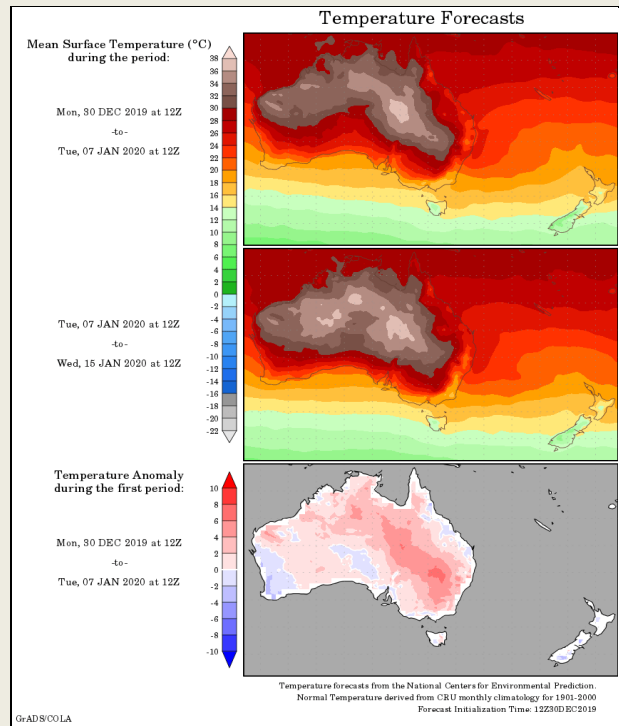 Temperature Forecasts
Mean Surface Temperature (°C)
during the period:
Mon, 30 DEC 2019 at 12Z
-to-
Tue, 07 JAN 2020 at 12Z
38
36
34
32
30
28
26
24
22
20
18
16
14
12
10
8
6
4
2
0
-2
-4
-6
-8
-10
-12
-14
-16
-18
-20
-22
Tue, 07 JAN 2020 at 12Z
-to-
Wed, 15 JAN 2020 at 12Z
Temperature Anomaly
during the first period:
Mon, 30 DEC 2019 at 12Z
-to-
Tue, 07 JAN 2020 at 12Z
10
8
6
4
2
0
-2
-4
-6
-8
-10
Temperature forecasts from the National Centers for Environmental Prediction.
Normal Temperature derived from CRU monthly climatology for 1901-2000
Forecast Initialization Time: 12Z30DEC2019
GrADS/COLA